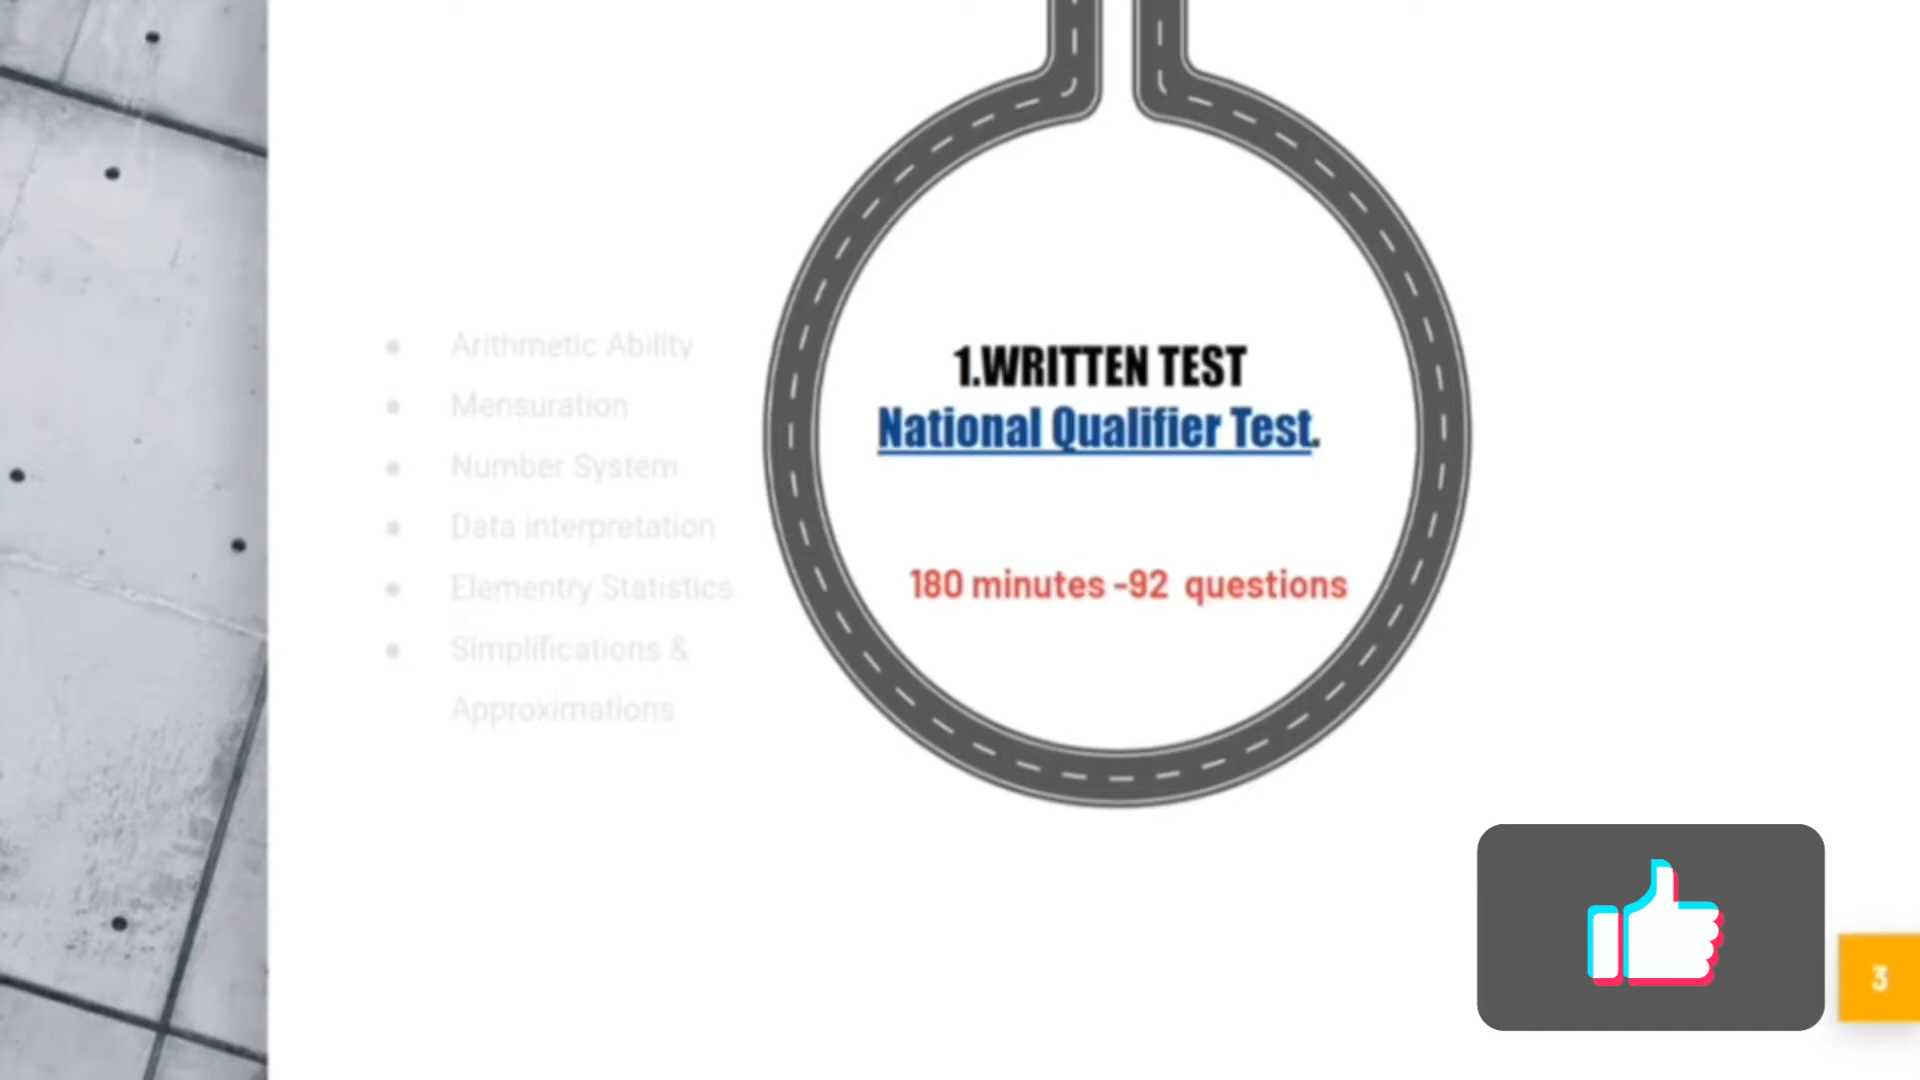 Arithmetic Ability
Mensuration
Number System
Data interpretation
Elementry Statistics
Simplifications &
Approximations
1.WRITTEN TEST
National Qualifier Test.
180 minutes -92 questions
3